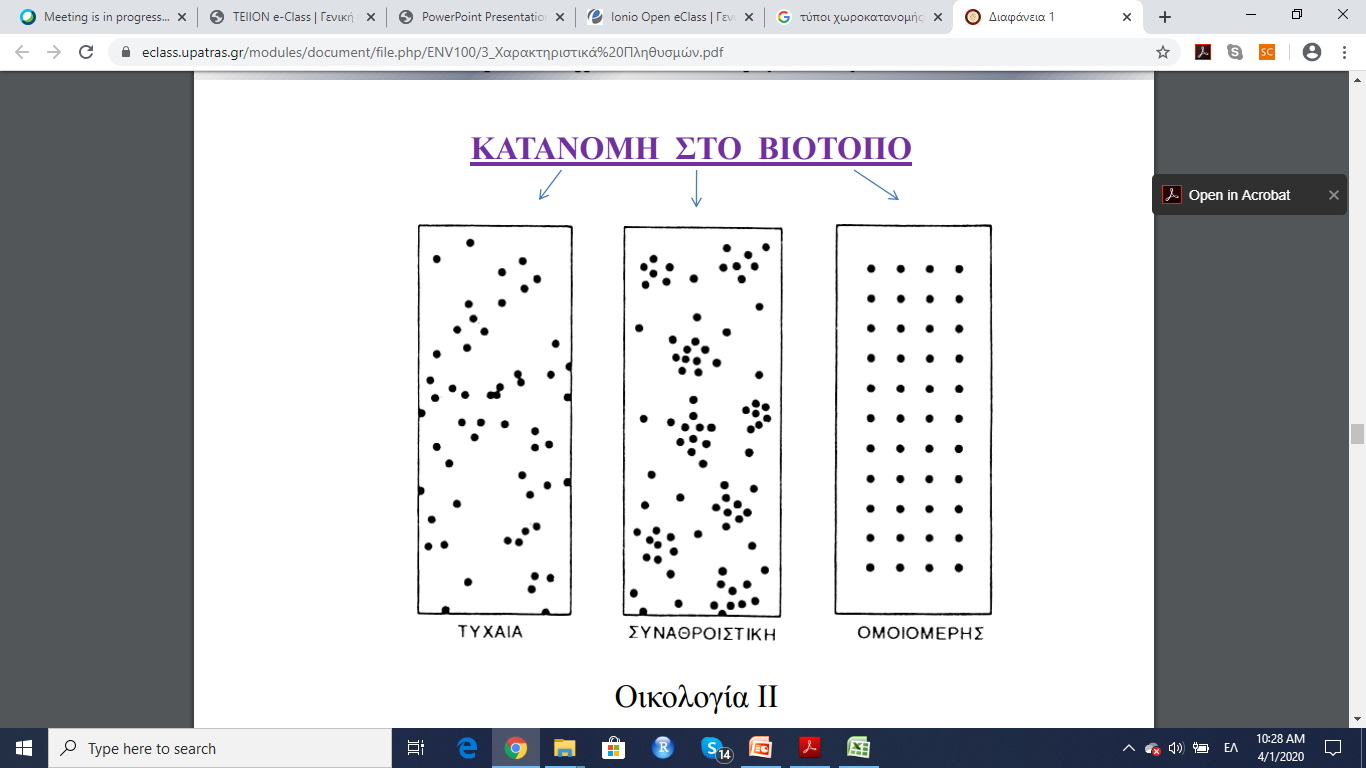 Meeting is in progress...
TEIION e-Class | Γενική
PowerPoint Presentation
Ionio Open eClass | Γεν
τύποι χωροκατανομής
Διαφάνεια 1
eclass.upatras.gr/modules/document/file.php/ENV100/3_Χαρακτηριστικά%20Πληθυσμών.pdf
SC
ΚΑΤΑΝΟΜΗ ΣΤΟ ΒΙΟΤΟΠΟ
Open in Acrobat
ΤΥΧΑΙΑ ΣΥΝΑΘΡΟΙΣΤΙΚΗ ΟΜΟΙΟΜΕΡΗΣ
Οικολογία ΙΙ
Type here to search
14
ΕΛ
10:28 AM
4/1/2020